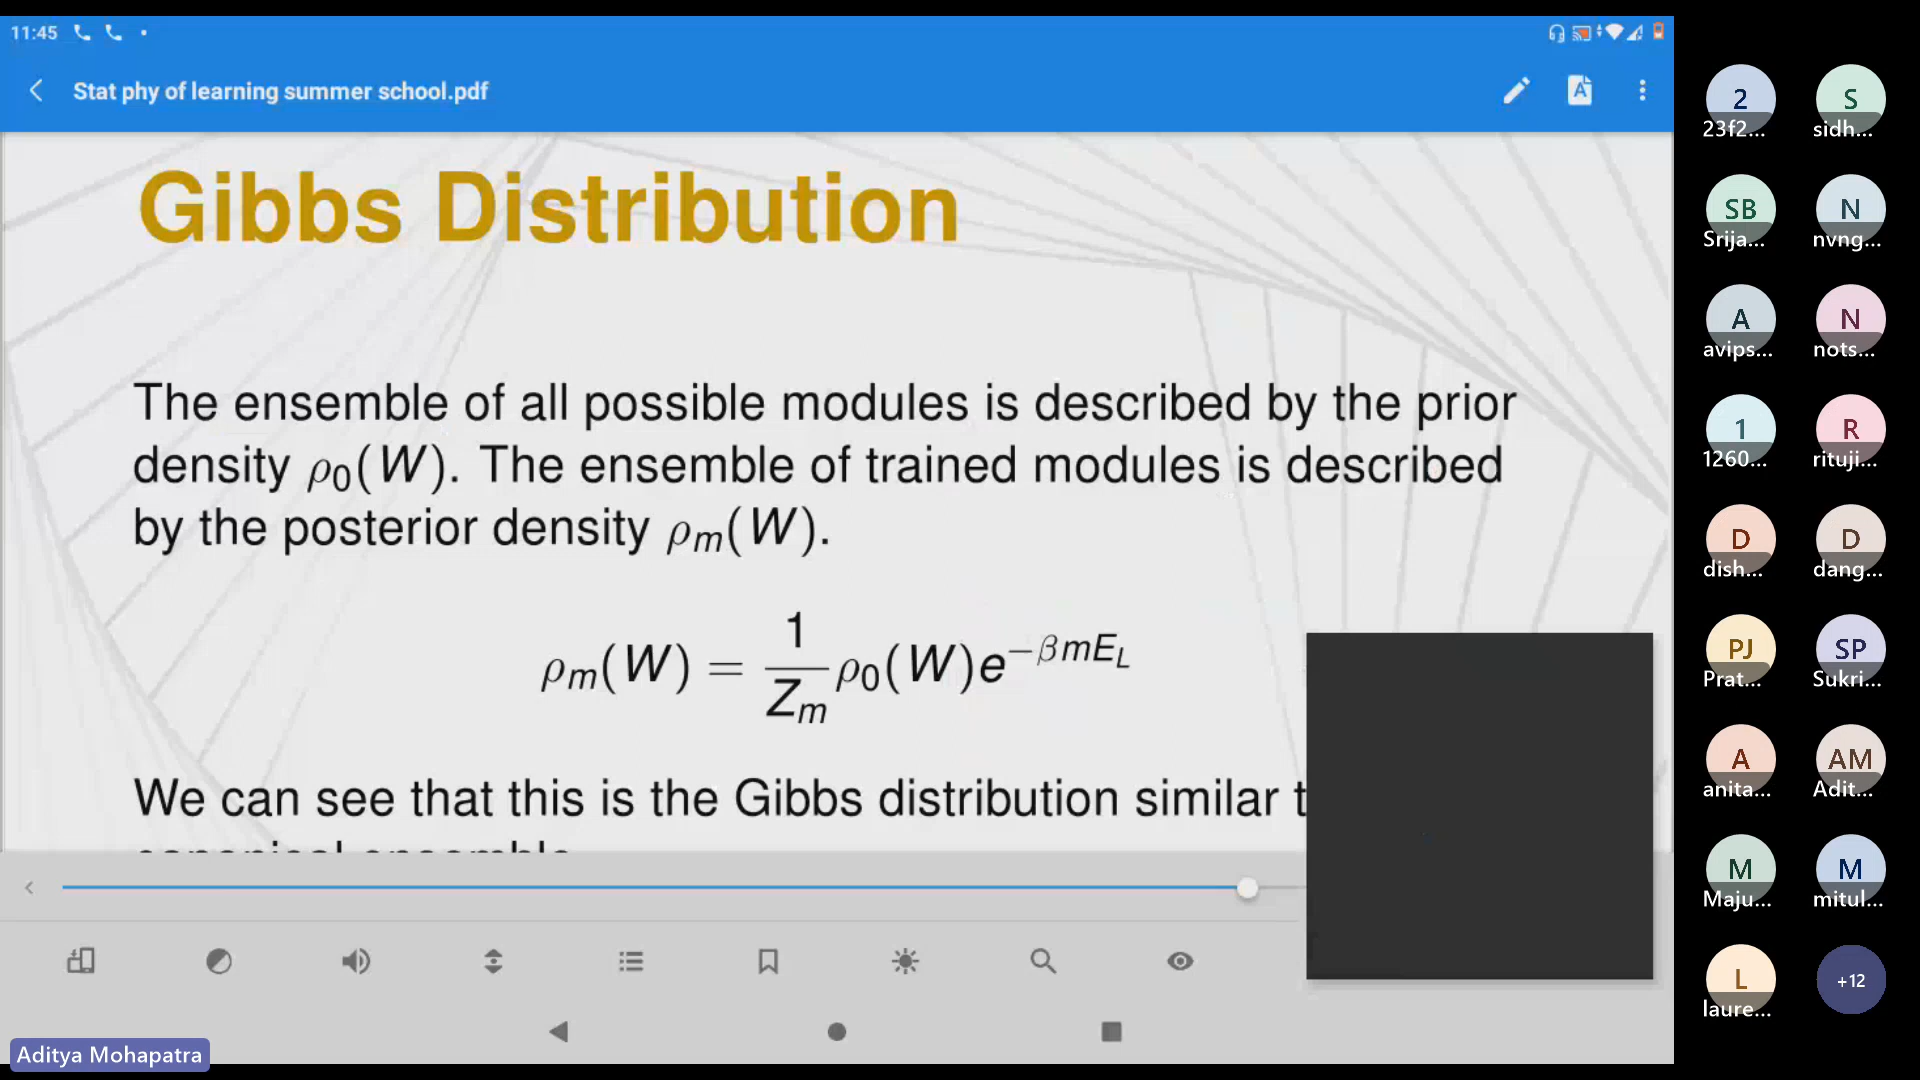 11:45
Stat phy of learning summer school.pdf
Gibbs Distribution
The ensemble of all possible modules is described by the prior
density ρ₀(W). The ensemble of trained modules is described
by the posterior density ρₘ(W).
ρₘ(W) = 1/Zₘ ρ₀(W)e^{−βmE_L}
We can see that this is the Gibbs distribution similar t
canonical ensemble
Aditya Mohapatra
2
23f2...
S
sidh...
SB
Srija...
N
nvng...
A
avips...
N
nots...
1
1260...
R
rituji...
D
dish...
D
dang...
PJ
Prat...
SP
Sukri...
A
anita...
AM
Adit...
M
Maju...
M
mitul...
L
laure...
+12